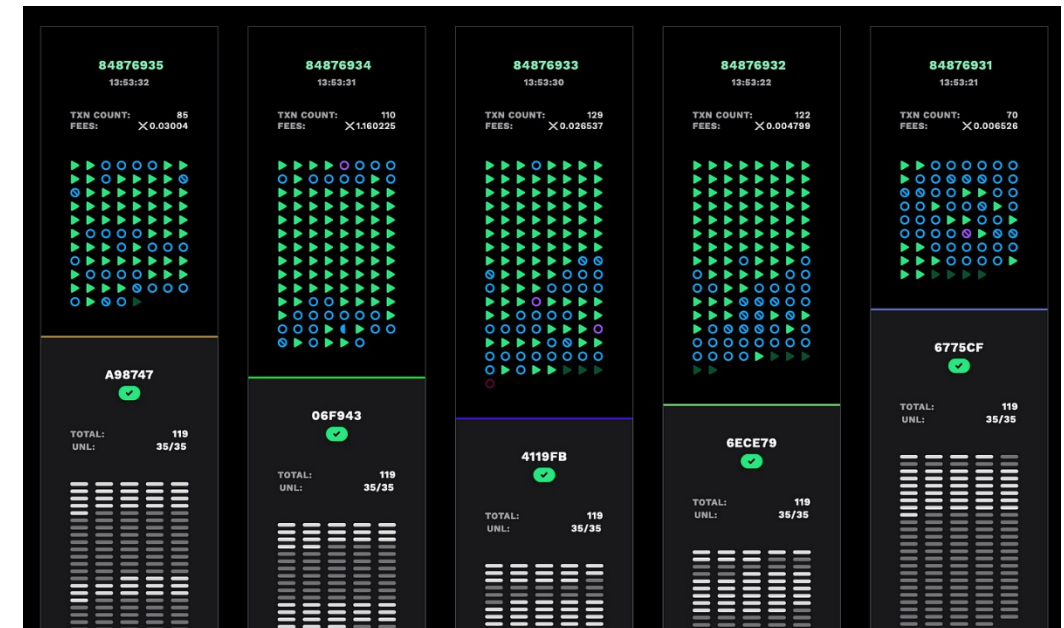 84876935
13:53:32
TXN COUNT: 85
FEES: 0.03004
A98747
TOTAL: 119
UNL: 35/35
84876934
13:53:31
TXN COUNT: 110
FEES: 1.160225
06F943
TOTAL: 119
UNL: 35/35
84876933
13:53:30
TXN COUNT: 129
FEES: 0.026537
4119FB
TOTAL: 119
UNL: 35/35
84876932
13:53:22
TXN COUNT: 122
FEES: 0.004799
6ECE79
TOTAL: 119
UNL: 35/35
84876931
13:53:21
TXN COUNT: 70
FEES: 0.006526
6775CF
TOTAL: 119
UNL: 35/35